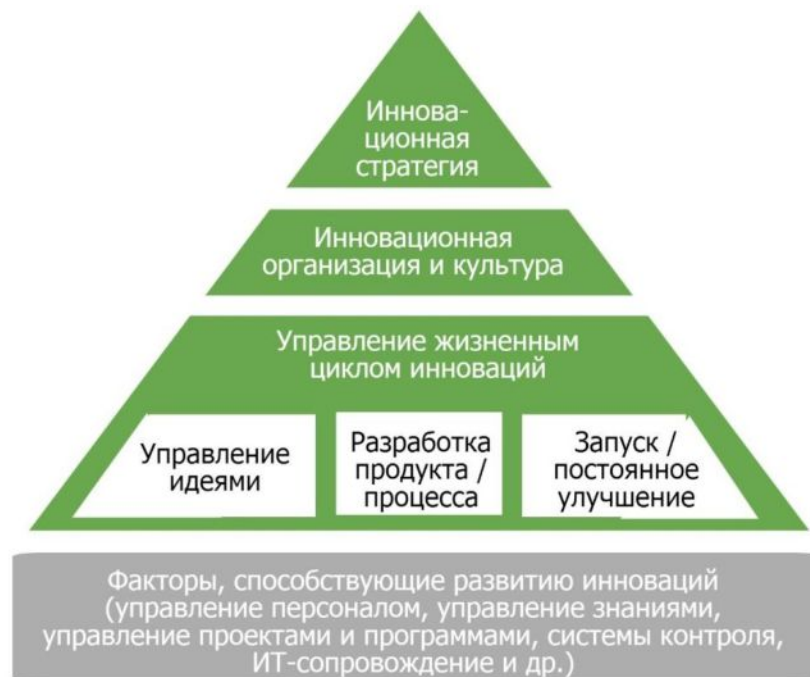 Иннова-
ционная
стратегия
Инновационная
организация и культура
Управление жизненным
циклом инноваций
Управление
идеями
Разработка
продукта /
процесса
Запуск /
постоянное
улучшение
Факторы, способствующие развитию инноваций
(управление персоналом, управление знаниями,
управление проектами и программами, системы контроля,
ИТ-сопровождение и др.)